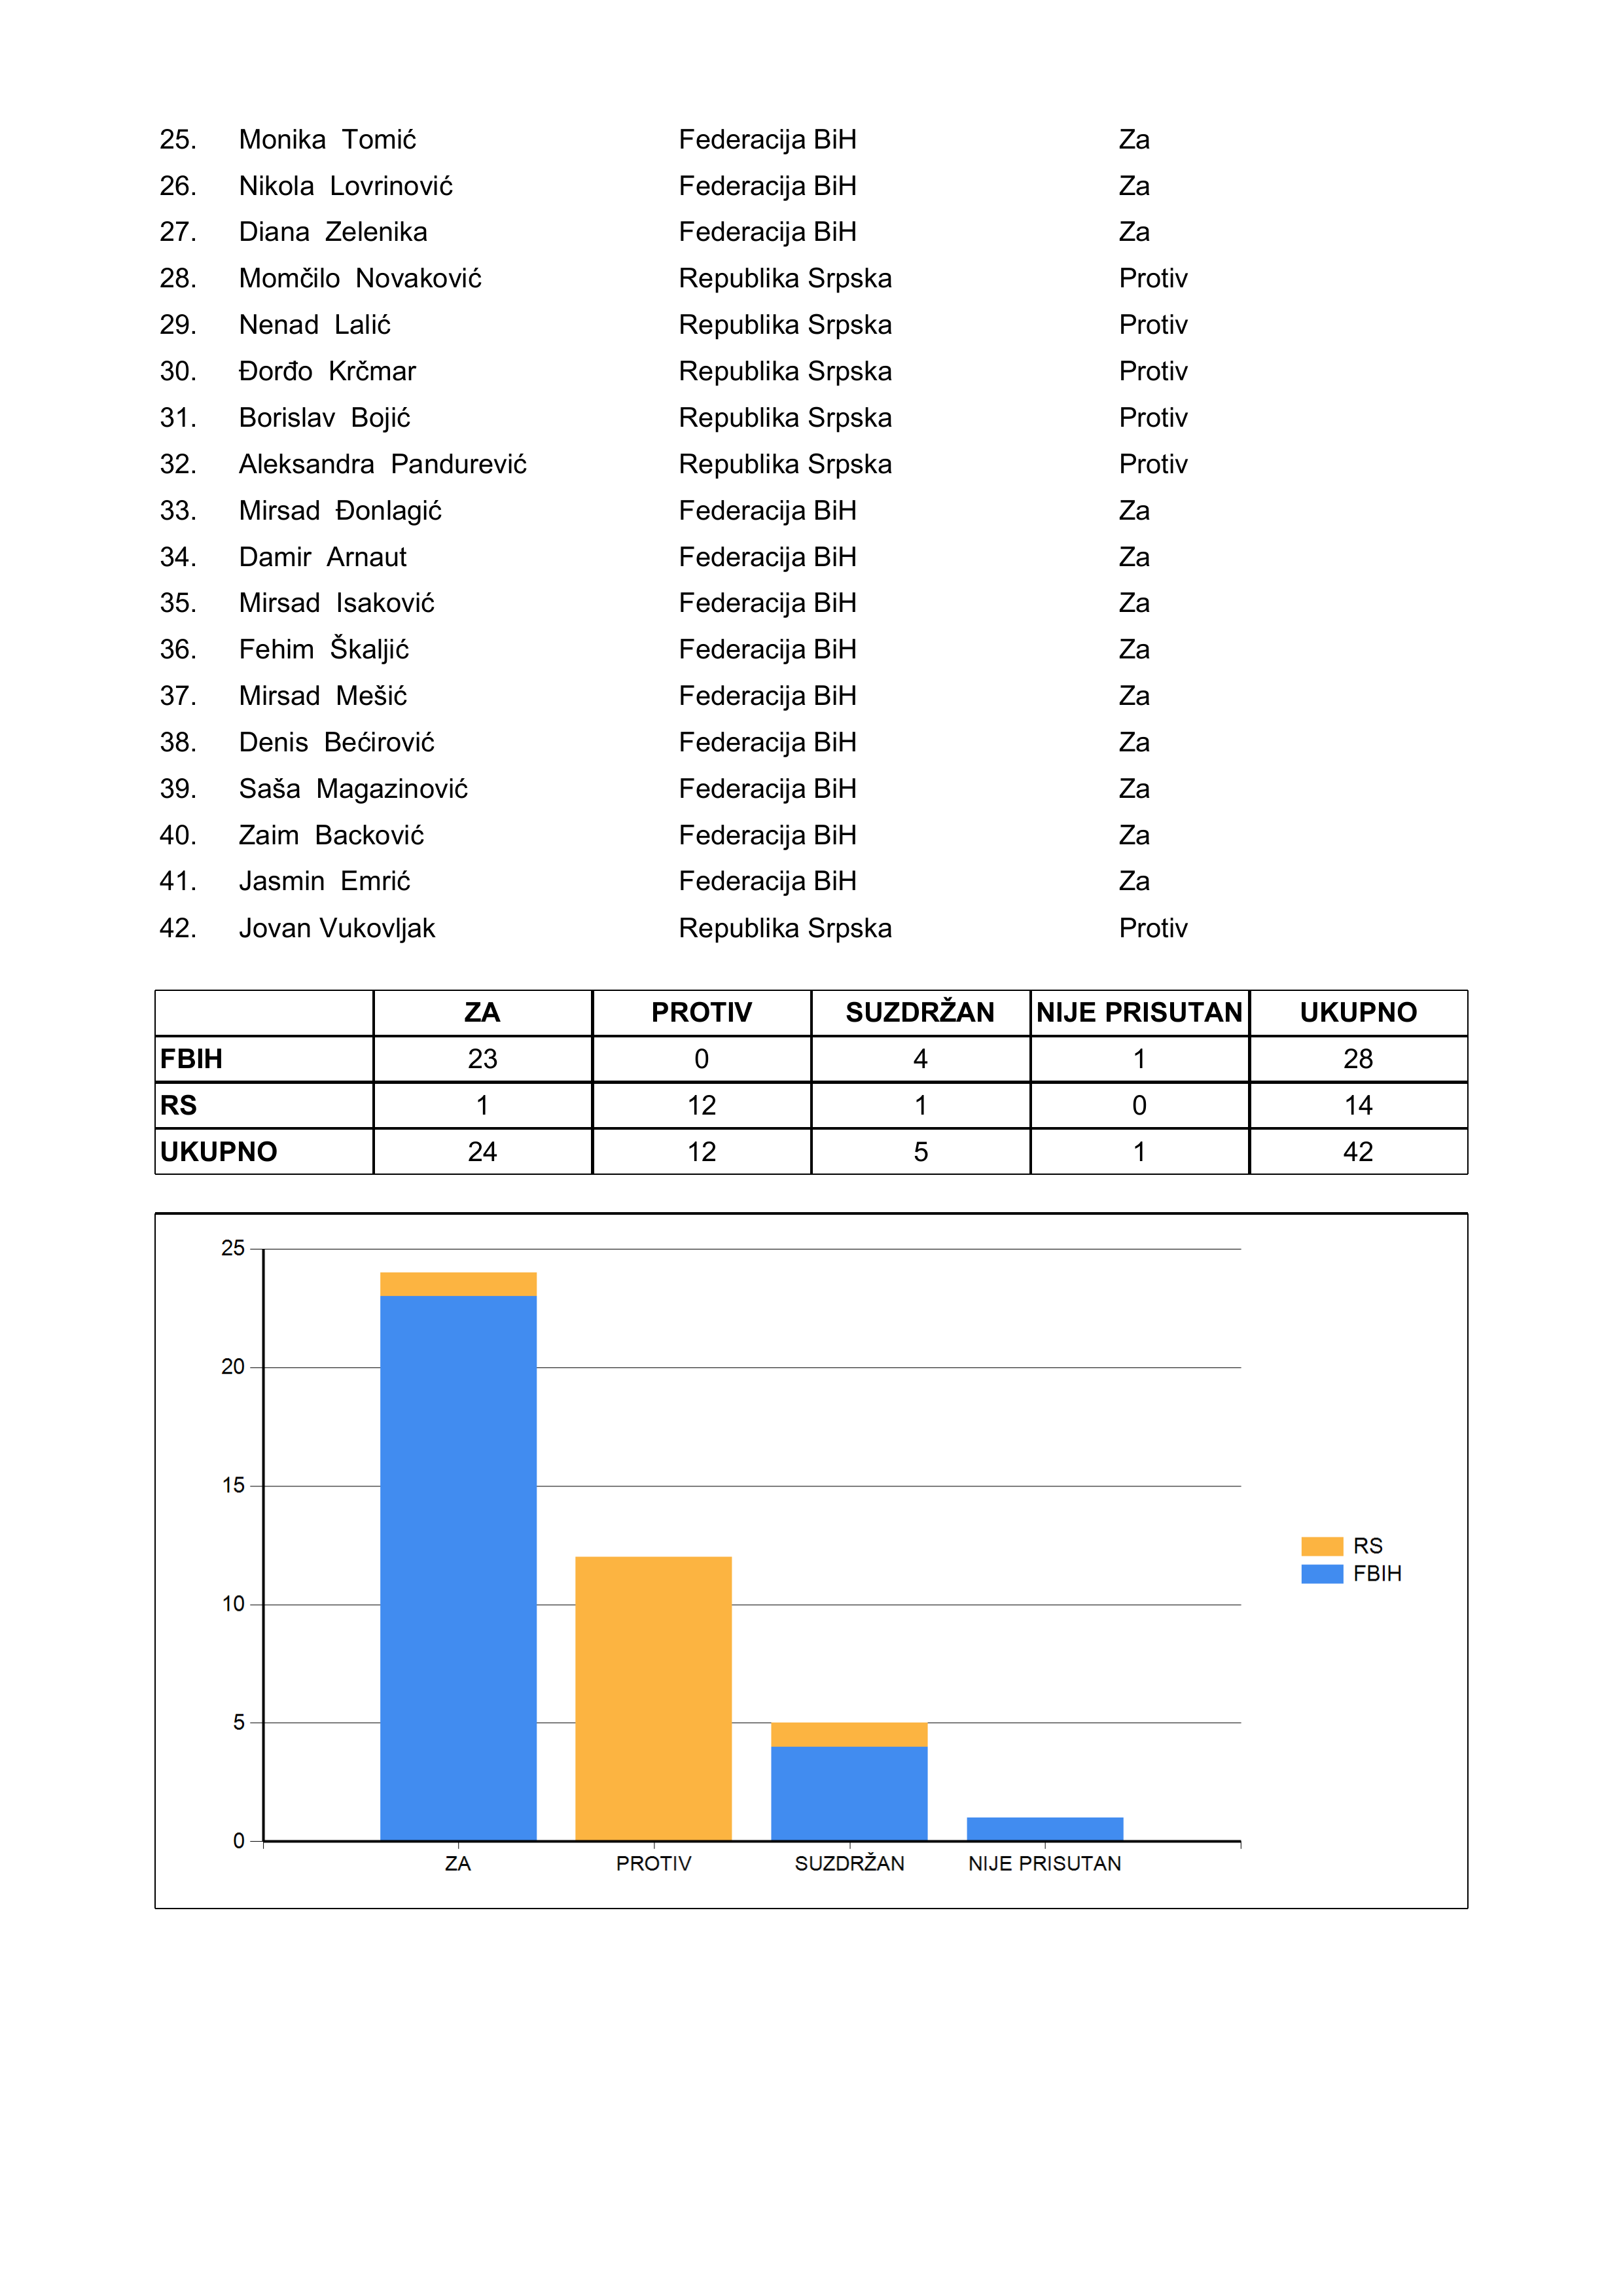 25. Monika Tomić Federacija BiH Za
26. Nikola Lovrinović Federacija BiH Za
27. Diana Zelenika Federacija BiH Za
28. Momčilo Novaković Republika Srpska Protiv
29. Nenad Lalić Republika Srpska Protiv
30. Đorđo Krčmar Republika Srpska Protiv
31. Borislav Bojić Republika Srpska Protiv
32. Aleksandra Pandurević Republika Srpska Protiv
33. Mirsad Đonlagić Federacija BiH Za
34. Damir Arnaut Federacija BiH Za
35. Mirsad Isaković Federacija BiH Za
36. Fehim Škaljić Federacija BiH Za
37. Mirsad Mešić Federacija BiH Za
38. Denis Bećirović Federacija BiH Za
39. Saša Magazinović Federacija BiH Za
40. Zaim Backović Federacija BiH Za
41. Jasmin Emrić Federacija BiH Za
42. Jovan Vukovljak Republika Srpska Protiv
ZA PROTIV SUZDRŽAN NIJE PRISUTAN UKUPNO
FBIH 23 0 4 1 28
RS 1 12 1 0 14
UKUPNO 24 12 5 1 42
25
20
15
10
5
0
ZA PROTIV SUZDRŽAN NIJE PRISUTAN
RS
FBIH